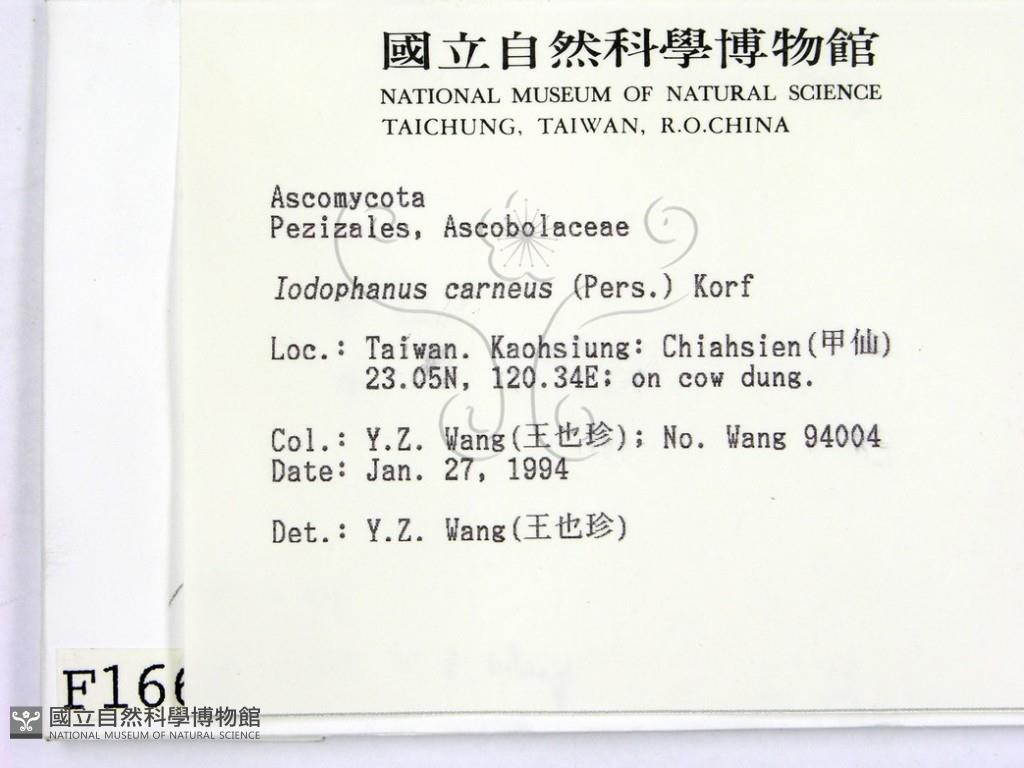 國立自然科學博物館
NATIONAL MUSEUM OF NATURAL SCIENCE
TAICHUNG, TAIWAN, R.O.CHINA
Ascomycota
Pezizales, Ascobolaceae
Iodophanus carneus (Pers.) Korf
Loc.: Taiwan. Kaohsiung: Chiahsien(甲仙)
23.05N, 120.34E; on cow dung.
Col.: Y.Z. Wang(王也珍); No. Wang 94004
Date: Jan. 27, 1994
Det.: Y.Z. Wang(王也珍)
F166
國立自然科學博物館
NATIONAL MUSEUM OF NATURAL SCIENCE